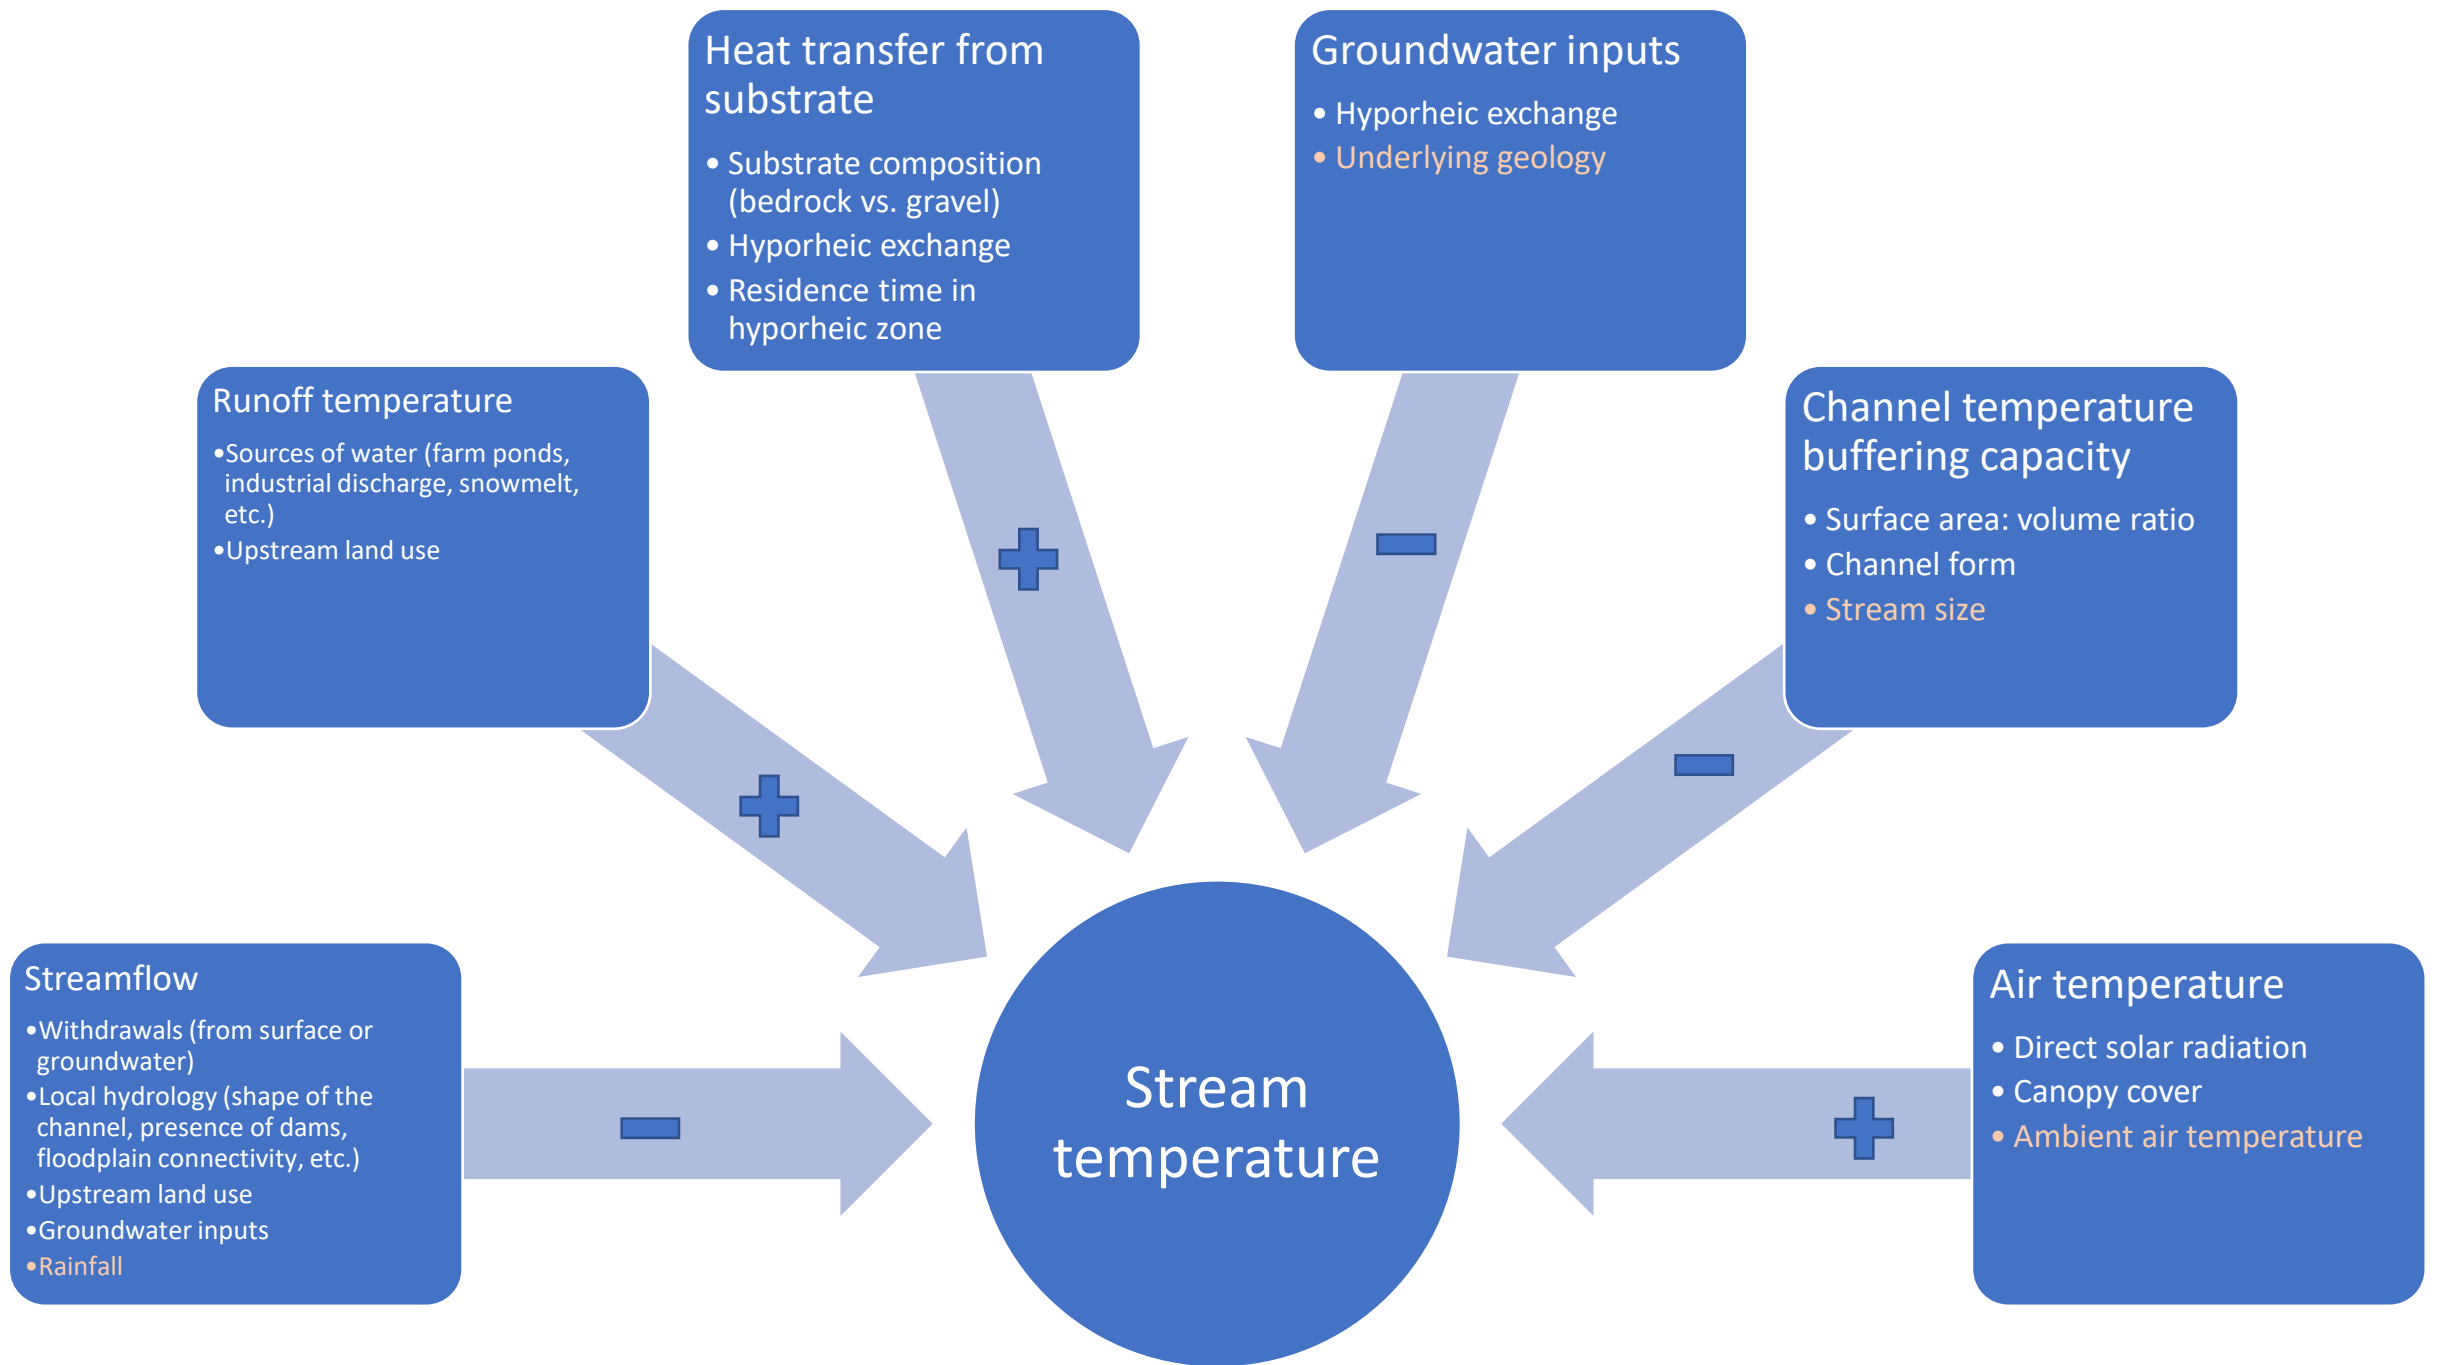 Heat transfer from
substrate
• Substrate composition
(bedrock vs. gravel)
• Hyporheic exchange
• Residence time in
hyporheic zone
Groundwater inputs
• Hyporheic exchange
• Underlying geology
Runoff temperature
•Sources of water (farm ponds,
industrial discharge, snowmelt,
etc.)
•Upstream land use
Channel temperature
buffering capacity
• Surface area: volume ratio
• Channel form
• Stream size
Streamflow
•Withdrawals (from surface or
groundwater)
•Local hydrology (shape of the
channel, presence of dams,
floodplain connectivity, etc.)
•Upstream land use
•Groundwater inputs
•Rainfall
Stream
temperature
Air temperature
• Direct solar radiation
• Canopy cover
• Ambient air temperature